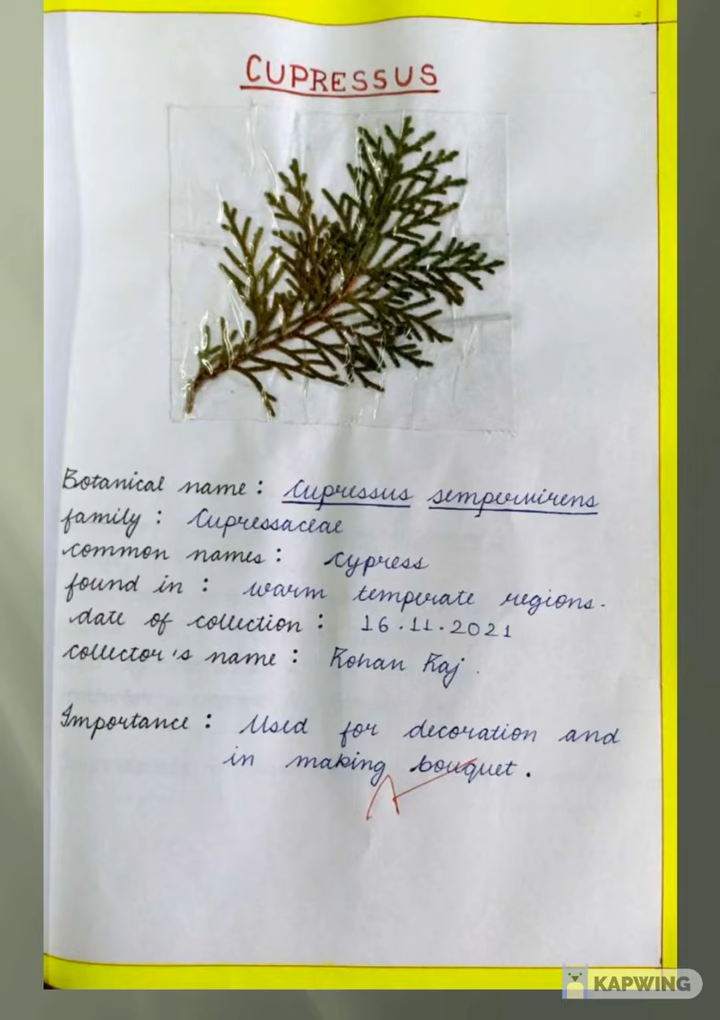 CUPRESSUS
Botanical name : Cupressus sempervirens
family : Cupressaceae
common names : cypress
found in : warm temperate regions.
date of collection : 16.11.2021
collector's name : Rohan Raj.
Importance : Used for decoration and
in making bouquet.
KAPWING